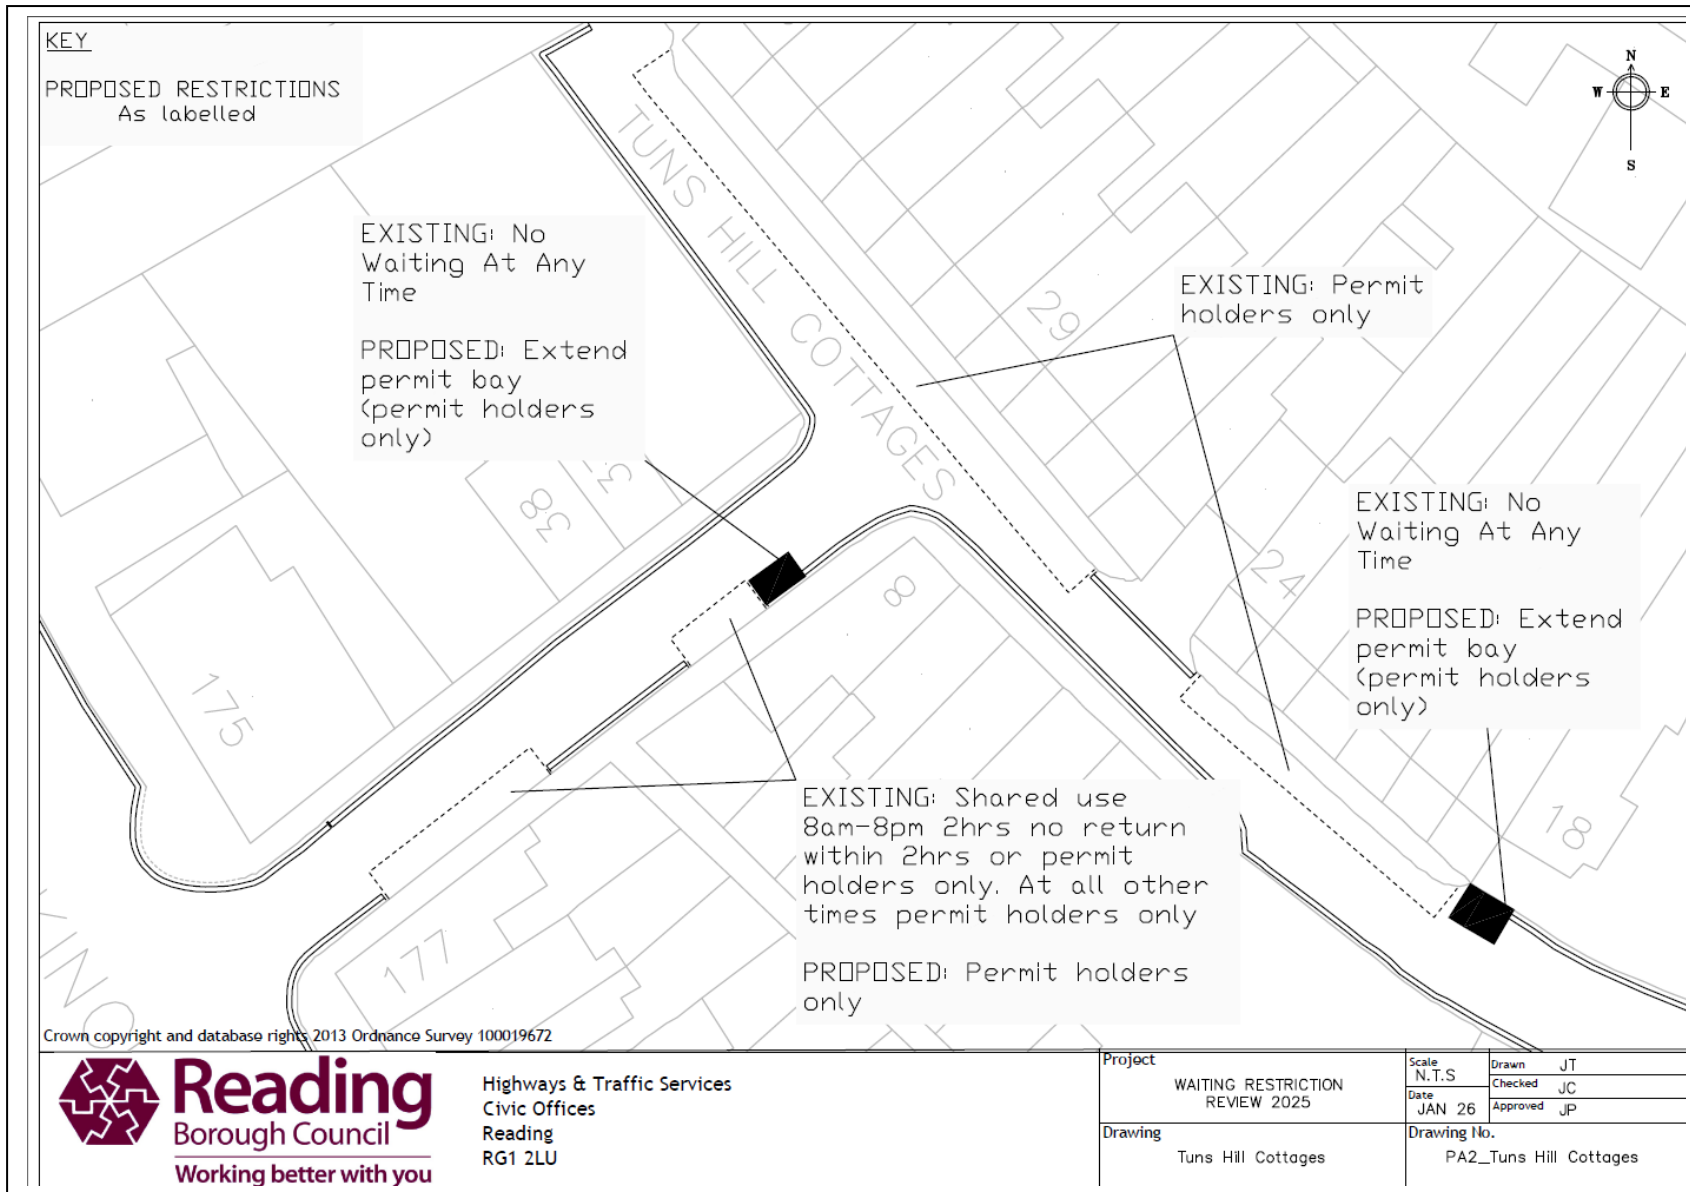 KEY
PROPOSED RESTRICTIONS
As labelled
N
W
E
S
TUNS HILL COTTAGES
EXISTING: No
Waiting At Any
Time
PROPOSED: Extend
permit bay
(permit holders
only)
EXISTING: Permit
holders only
29
37
38
8
24
EXISTING: No
Waiting At Any
Time
PROPOSED: Extend
permit bay
(permit holders
only)
175
18
EXISTING: Shared use
8am-8pm 2hrs no return
within 2hrs or permit
holders only. At all other
times permit holders only
PROPOSED: Permit holders
only
177
Crown copyright and database rights 2013 Ordnance Survey 100019672
Reading
Borough Council
Working better with you
Highways & Traffic Services
Civic Offices
Reading
RG1 2LU
Project
WAITING RESTRICTION
REVIEW 2025
Scale
N.T.S
Date
JAN 26
Drawn JT
Checked JC
Approved JP
Drawing
Tuns Hill Cottages
Drawing No.
PA2_Tuns Hill Cottages